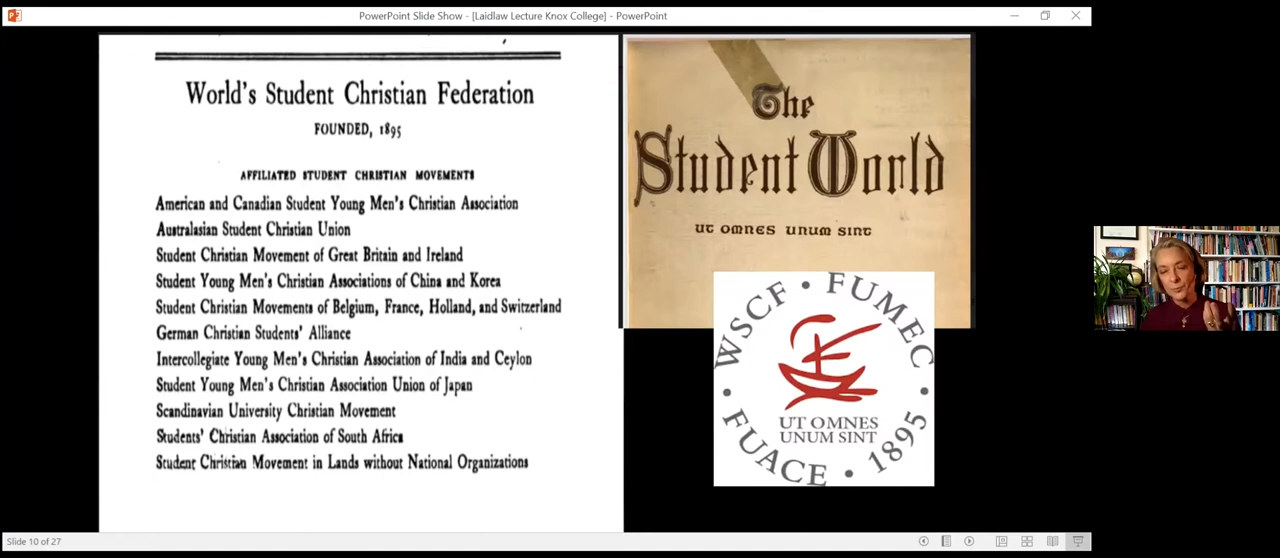 PowerPoint Slide Show - [Laidlaw Lecture Knox College] - PowerPoint
World's Student Christian Federation
FOUNDED, 1895
AFFILIATED STUDENT CHRISTIAN MOVEMENTS
American and Canadian Student Young Men's Christian Association
Australasian Student Christian Union
Student Christian Movement of Great Britain and Ireland
Student Young Men's Christian Associations of China and Korea
Student Christian Movements of Belgium, France, Holland, and Switzerland
German Christian Students' Alliance
Intercollegiate Young Men's Christian Association of India and Ceylon
Student Young Men's Christian Association Union of Japan
Scandinavian University Christian Movement
Students' Christian Association of South Africa
Student Christian Movement in Lands without National Organizations
The
Student World
UT OMNES UNUM SINT
WSCF • FUMEC • 1895 • FUACE •
UT OMNES
UNUM SINT
Slide 10 of 27